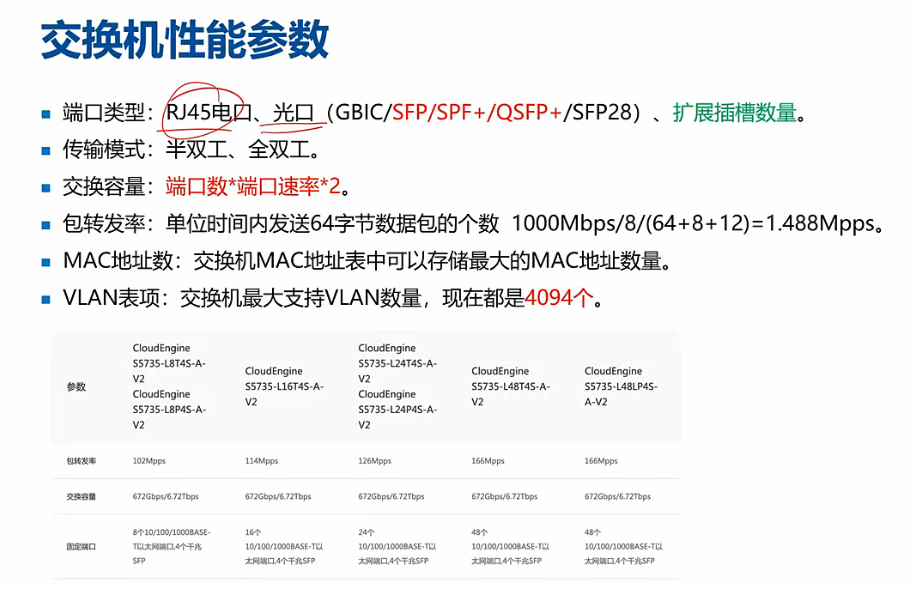 交换机性能参数
端口类型：RJ45电口、光口（GBIC/SFP/SPF+/QSFP+/SFP28）、扩展插槽数量。
传输模式：半双工、全双工。
交换容量：端口数*端口速率*2。
包转发率：单位时间内发送64字节数据包的个数 1000Mbps/8/(64+8+12)=1.488Mpps。
MAC地址数：交换机MAC地址表中可以存储最大的MAC地址数量。
VLAN表项：交换机最大支持VLAN数量，现在都是4094个。
参数
CloudEngine
S5735-L8T4S-A-
V2
CloudEngine
S5735-L8P4S-A-
V2
CloudEngine
S5735-L16T4S-A-
V2
CloudEngine
S5735-L24T4S-A-
V2
CloudEngine
S5735-L24P4S-A-
V2
CloudEngine
S5735-L48T4S-A-
V2
CloudEngine
S5735-L48LP4S-
A-V2
包转发率 102Mpps 114Mpps 126Mpps 166Mpps 166Mpps
交换容量 672Gbps/6.72Tbps 672Gbps/6.72Tbps 672Gbps/6.72Tbps 672Gbps/6.72Tbps 672Gbps/6.72Tbps
固定端口
8个10/100/1000BASE-
T以太网端口,4个千兆
SFP
16个
10/100/1000BASE-T以
太网端口,4个千兆SFP
24个
10/100/1000BASE-T以
太网端口,4个千兆SFP
48个
10/100/1000BASE-T以
太网端口,4个千兆SFP
48个
10/100/1000BASE-T以
太网端口,4个千兆SFP